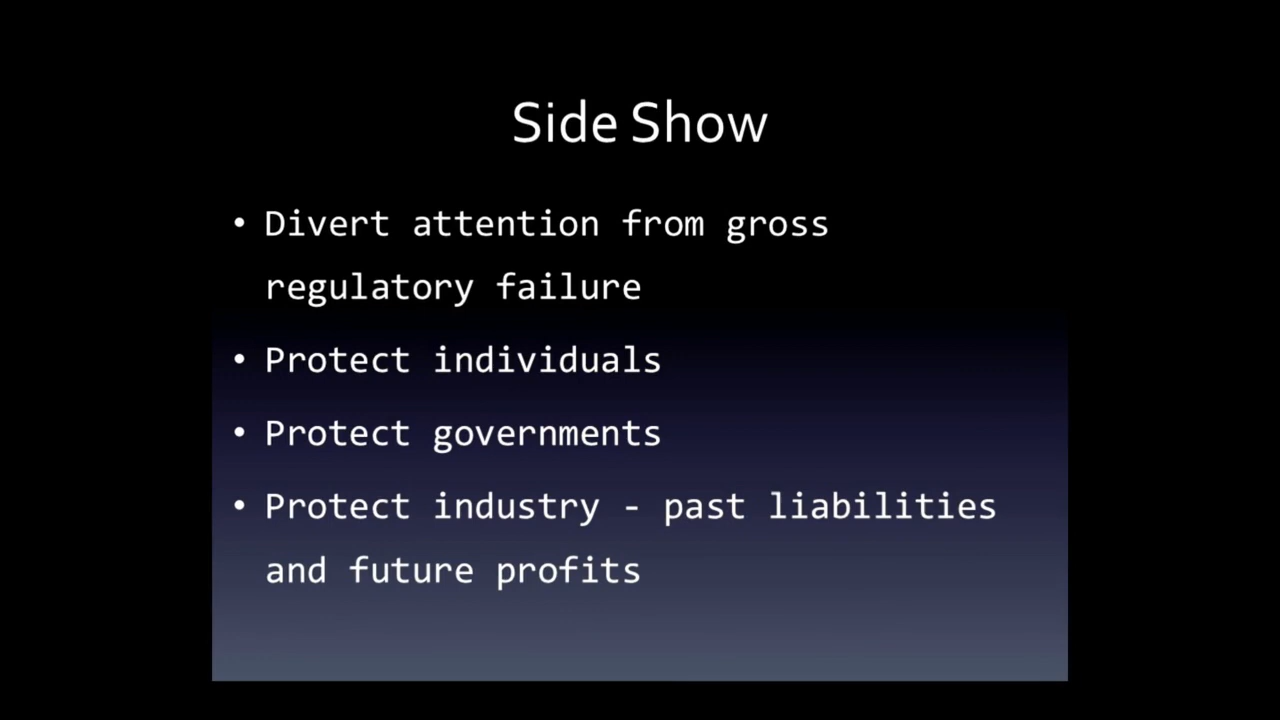 Side Show
• Divert attention from gross
regulatory failure
• Protect individuals
• Protect governments
• Protect industry - past liabilities
and future profits